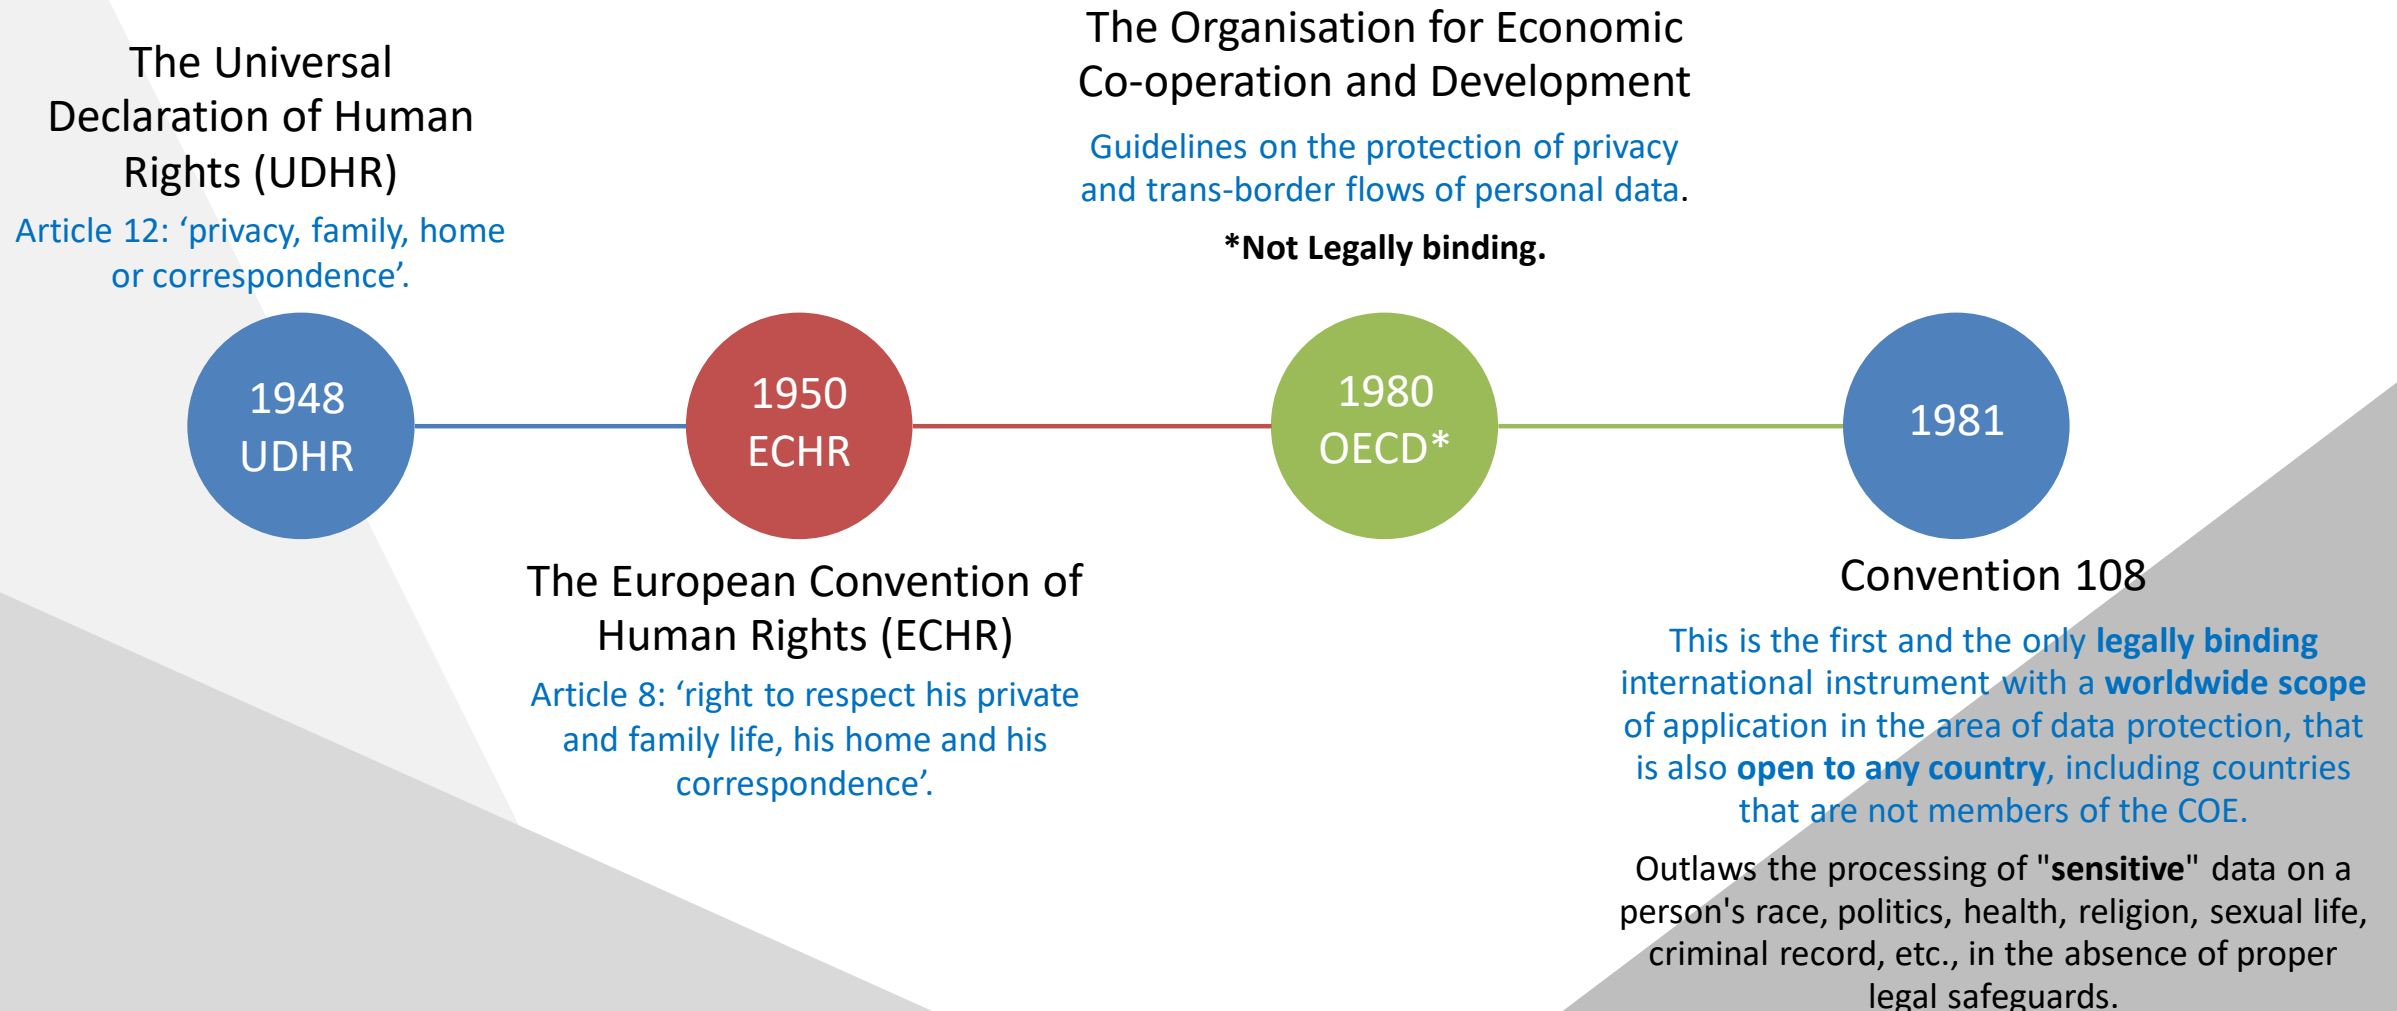 The Universal
Declaration of Human
Rights (UDHR)
Article 12: ‘privacy, family, home
or correspondence’.
1948
UDHR
1950
ECHR
The European Convention of
Human Rights (ECHR)
Article 8: ‘right to respect his private
and family life, his home and his
correspondence’.
The Organisation for Economic
Co-operation and Development
Guidelines on the protection of privacy
and trans-border flows of personal data.
*Not Legally binding.
1980
OECD*
1981
Convention 108
This is the first and the only legally binding
international instrument with a worldwide scope
of application in the area of data protection, that
is also open to any country, including countries
that are not members of the COE.
Outlaws the processing of "sensitive" data on a
person's race, politics, health, religion, sexual life,
criminal record, etc., in the absence of proper
legal safeguards.